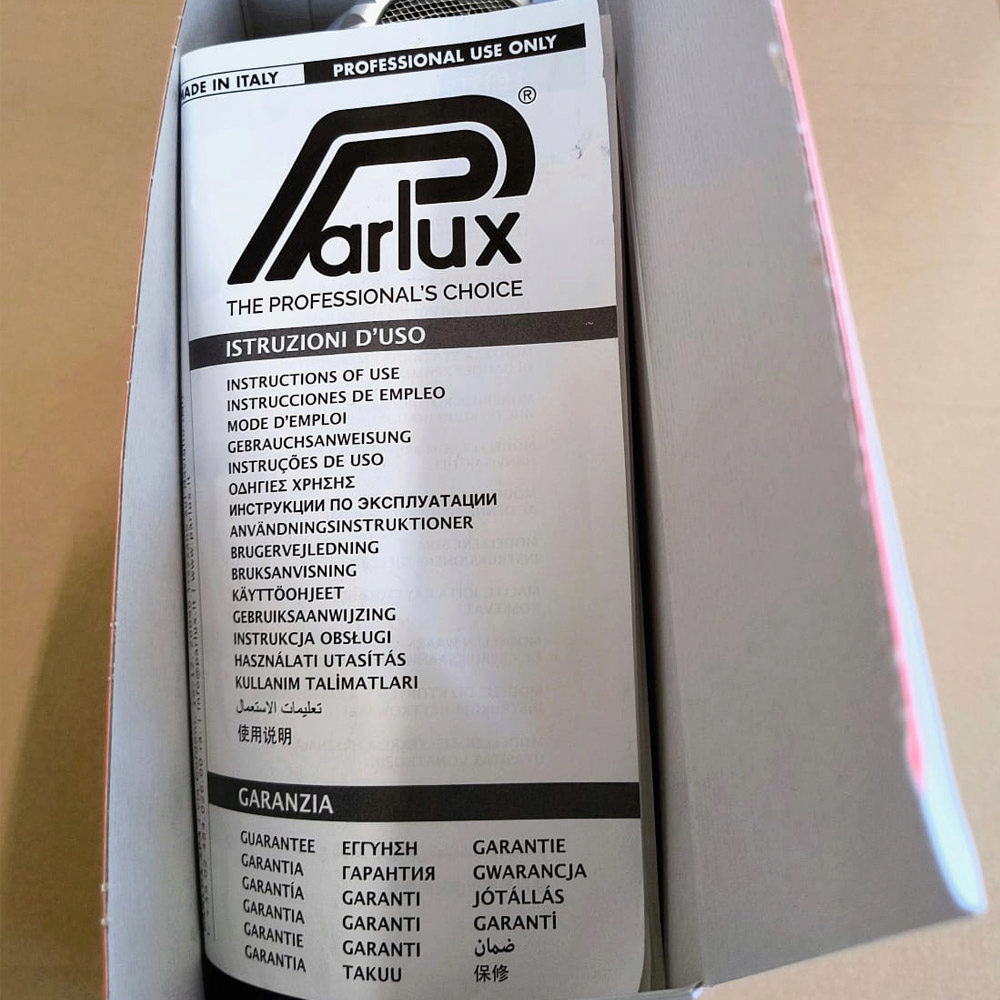 MADE IN ITALY PROFESSIONAL USE ONLY
Parlux ®
THE PROFESSIONAL'S CHOICE
ISTRUZIONI D'USO
INSTRUCTIONS OF USE
INSTRUCCIONES DE EMPLEO
MODE D'EMPLOI
GEBRAUCHSANWEISUNG
INSTRUÇÕES DE USO
ΟΔΗΓΙΕΣ ΧΡΗΣΗΣ
ИНСТРУКЦИИ ПО ЭКСПЛУАТАЦИИ
ANVÄNDNINGSINSTRUKTIONER
BRUGERVEJLEDNING
BRUKSANVISNING
KÄYTTÖOHJEET
GEBRUIKSAANWIJZING
INSTRUKCJA OBSŁUGI
HASZNÁLATI UTASÍTÁS
KULLANIM TALİMATLARI
تعليمات الاستعمال
使用说明
GARANZIA
GUARANTEE
GARANTIA
GARANTÍA
GARANTIA
GARANTIE
GARANTIA
ΕΓΓΥΗΣΗ
ГАРАНТИЯ
GARANTI
GARANTI
GARANTI
TAKUU
GARANTIE
GWARANCJA
JÓTÁLLÁS
GARANTİ
ضمان
保修